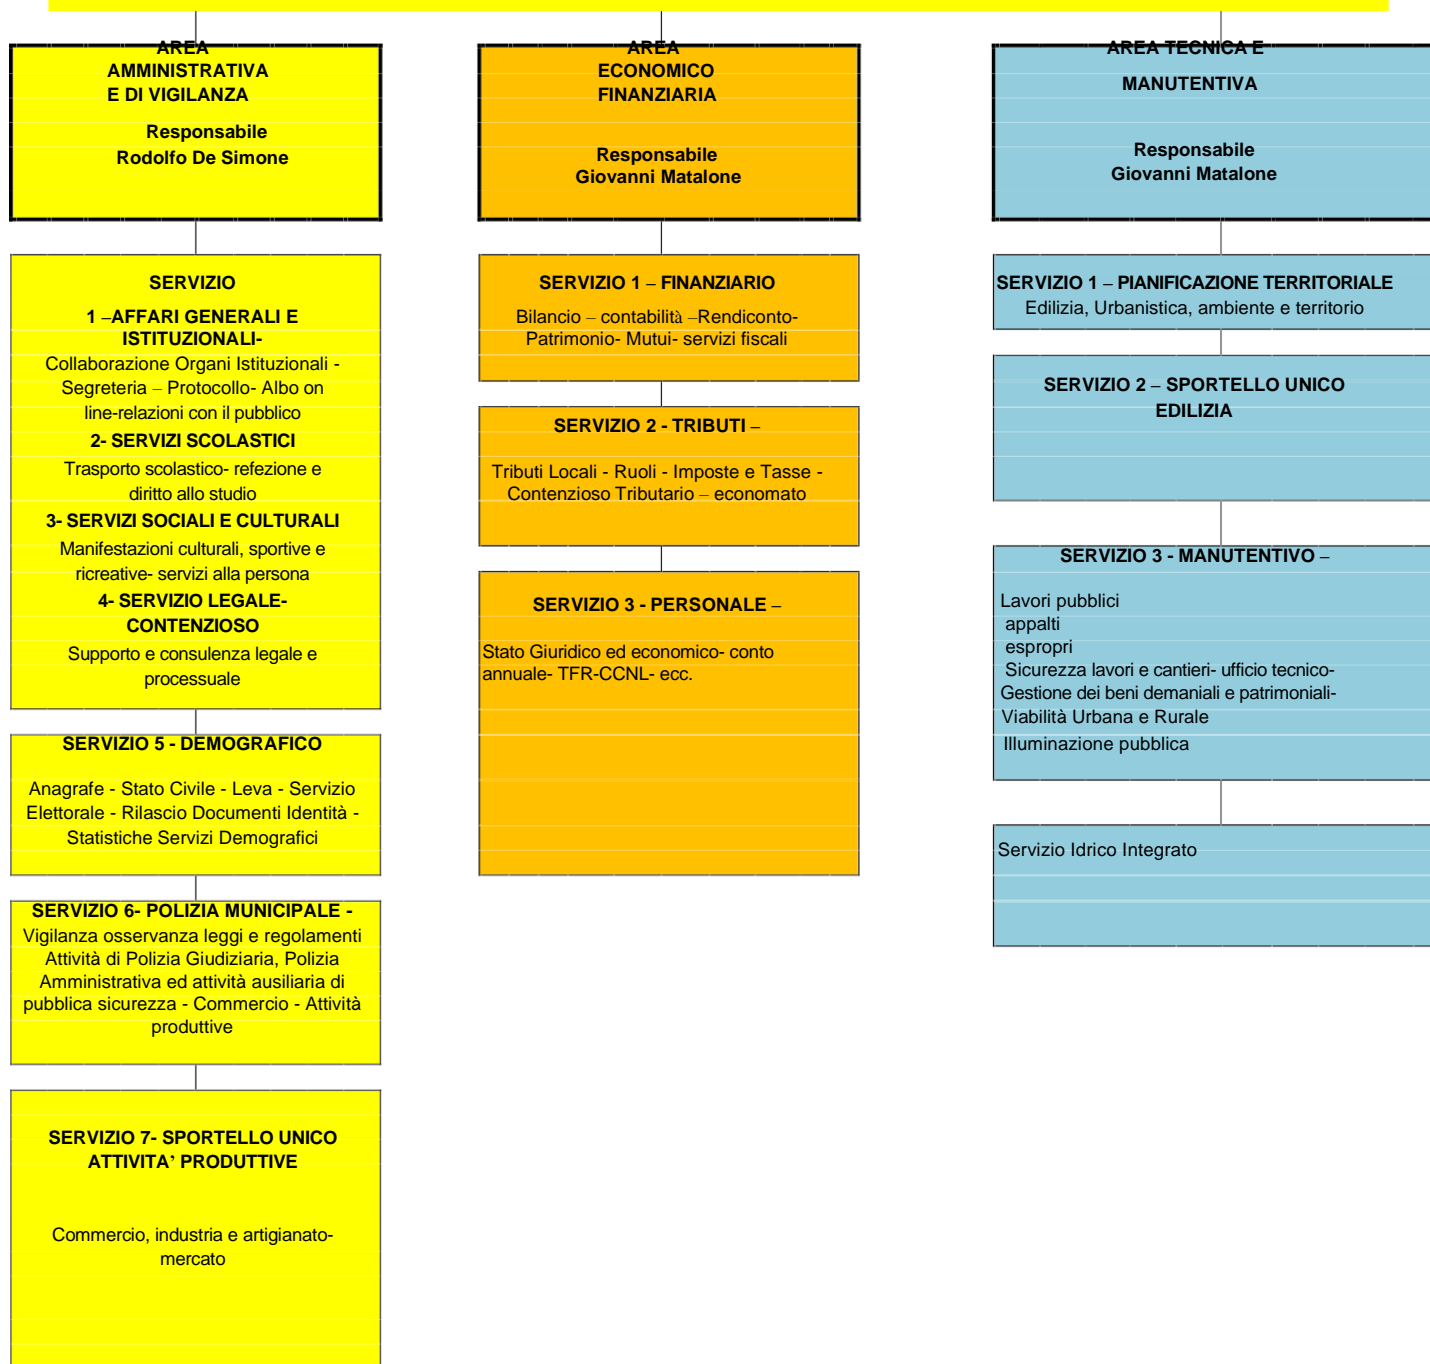 AREA
AMMINISTRATIVA
E DI VIGILANZA
Responsabile
Rodolfo De Simone
SERVIZIO
1 –AFFARI GENERALI E
ISTITUZIONALI-
Collaborazione Organi Istituzionali -
Segreteria – Protocollo- Albo on
line-relazioni con il pubblico
2- SERVIZI SCOLASTICI
Trasporto scolastico- refezione e
diritto allo studio
3- SERVIZI SOCIALI E CULTURALI
Manifestazioni culturali, sportive e
ricreative- servizi alla persona
4- SERVIZIO LEGALE-
CONTENZIOSO
Supporto e consulenza legale e
processuale
SERVIZIO 5 - DEMOGRAFICO
Anagrafe - Stato Civile - Leva - Servizio
Elettorale - Rilascio Documenti Identità -
Statistiche Servizi Demografici
SERVIZIO 6- POLIZIA MUNICIPALE -
Vigilanza osservanza leggi e regolamenti
Attività di Polizia Giudiziaria, Polizia
Amministrativa ed attività ausiliaria di
pubblica sicurezza - Commercio - Attività
produttive
SERVIZIO 7- SPORTELLO UNICO
ATTIVITA’ PRODUTTIVE
Commercio, industria e artigianato-
mercato
AREA
ECONOMICO
FINANZIARIA
Responsabile
Giovanni Matalone
SERVIZIO 1 – FINANZIARIO
Bilancio – contabilità –Rendiconto-
Patrimonio- Mutui- servizi fiscali
SERVIZIO 2 - TRIBUTI –
Tributi Locali - Ruoli - Imposte e Tasse -
Contenzioso Tributario – economato
SERVIZIO 3 - PERSONALE –
Stato Giuridico ed economico- conto
annuale- TFR-CCNL- ecc.
AREA TECNICA E
MANUTENTIVA
Responsabile
Giovanni Matalone
SERVIZIO 1 – PIANIFICAZIONE TERRITORIALE
Edilizia, Urbanistica, ambiente e territorio
SERVIZIO 2 – SPORTELLO UNICO
EDILIZIA
SERVIZIO 3 - MANUTENTIVO –
Lavori pubblici
appalti
espropri
Sicurezza lavori e cantieri- ufficio tecnico-
Gestione dei beni demaniali e patrimoniali-
Viabilità Urbana e Rurale
Illuminazione pubblica
Servizio Idrico Integrato